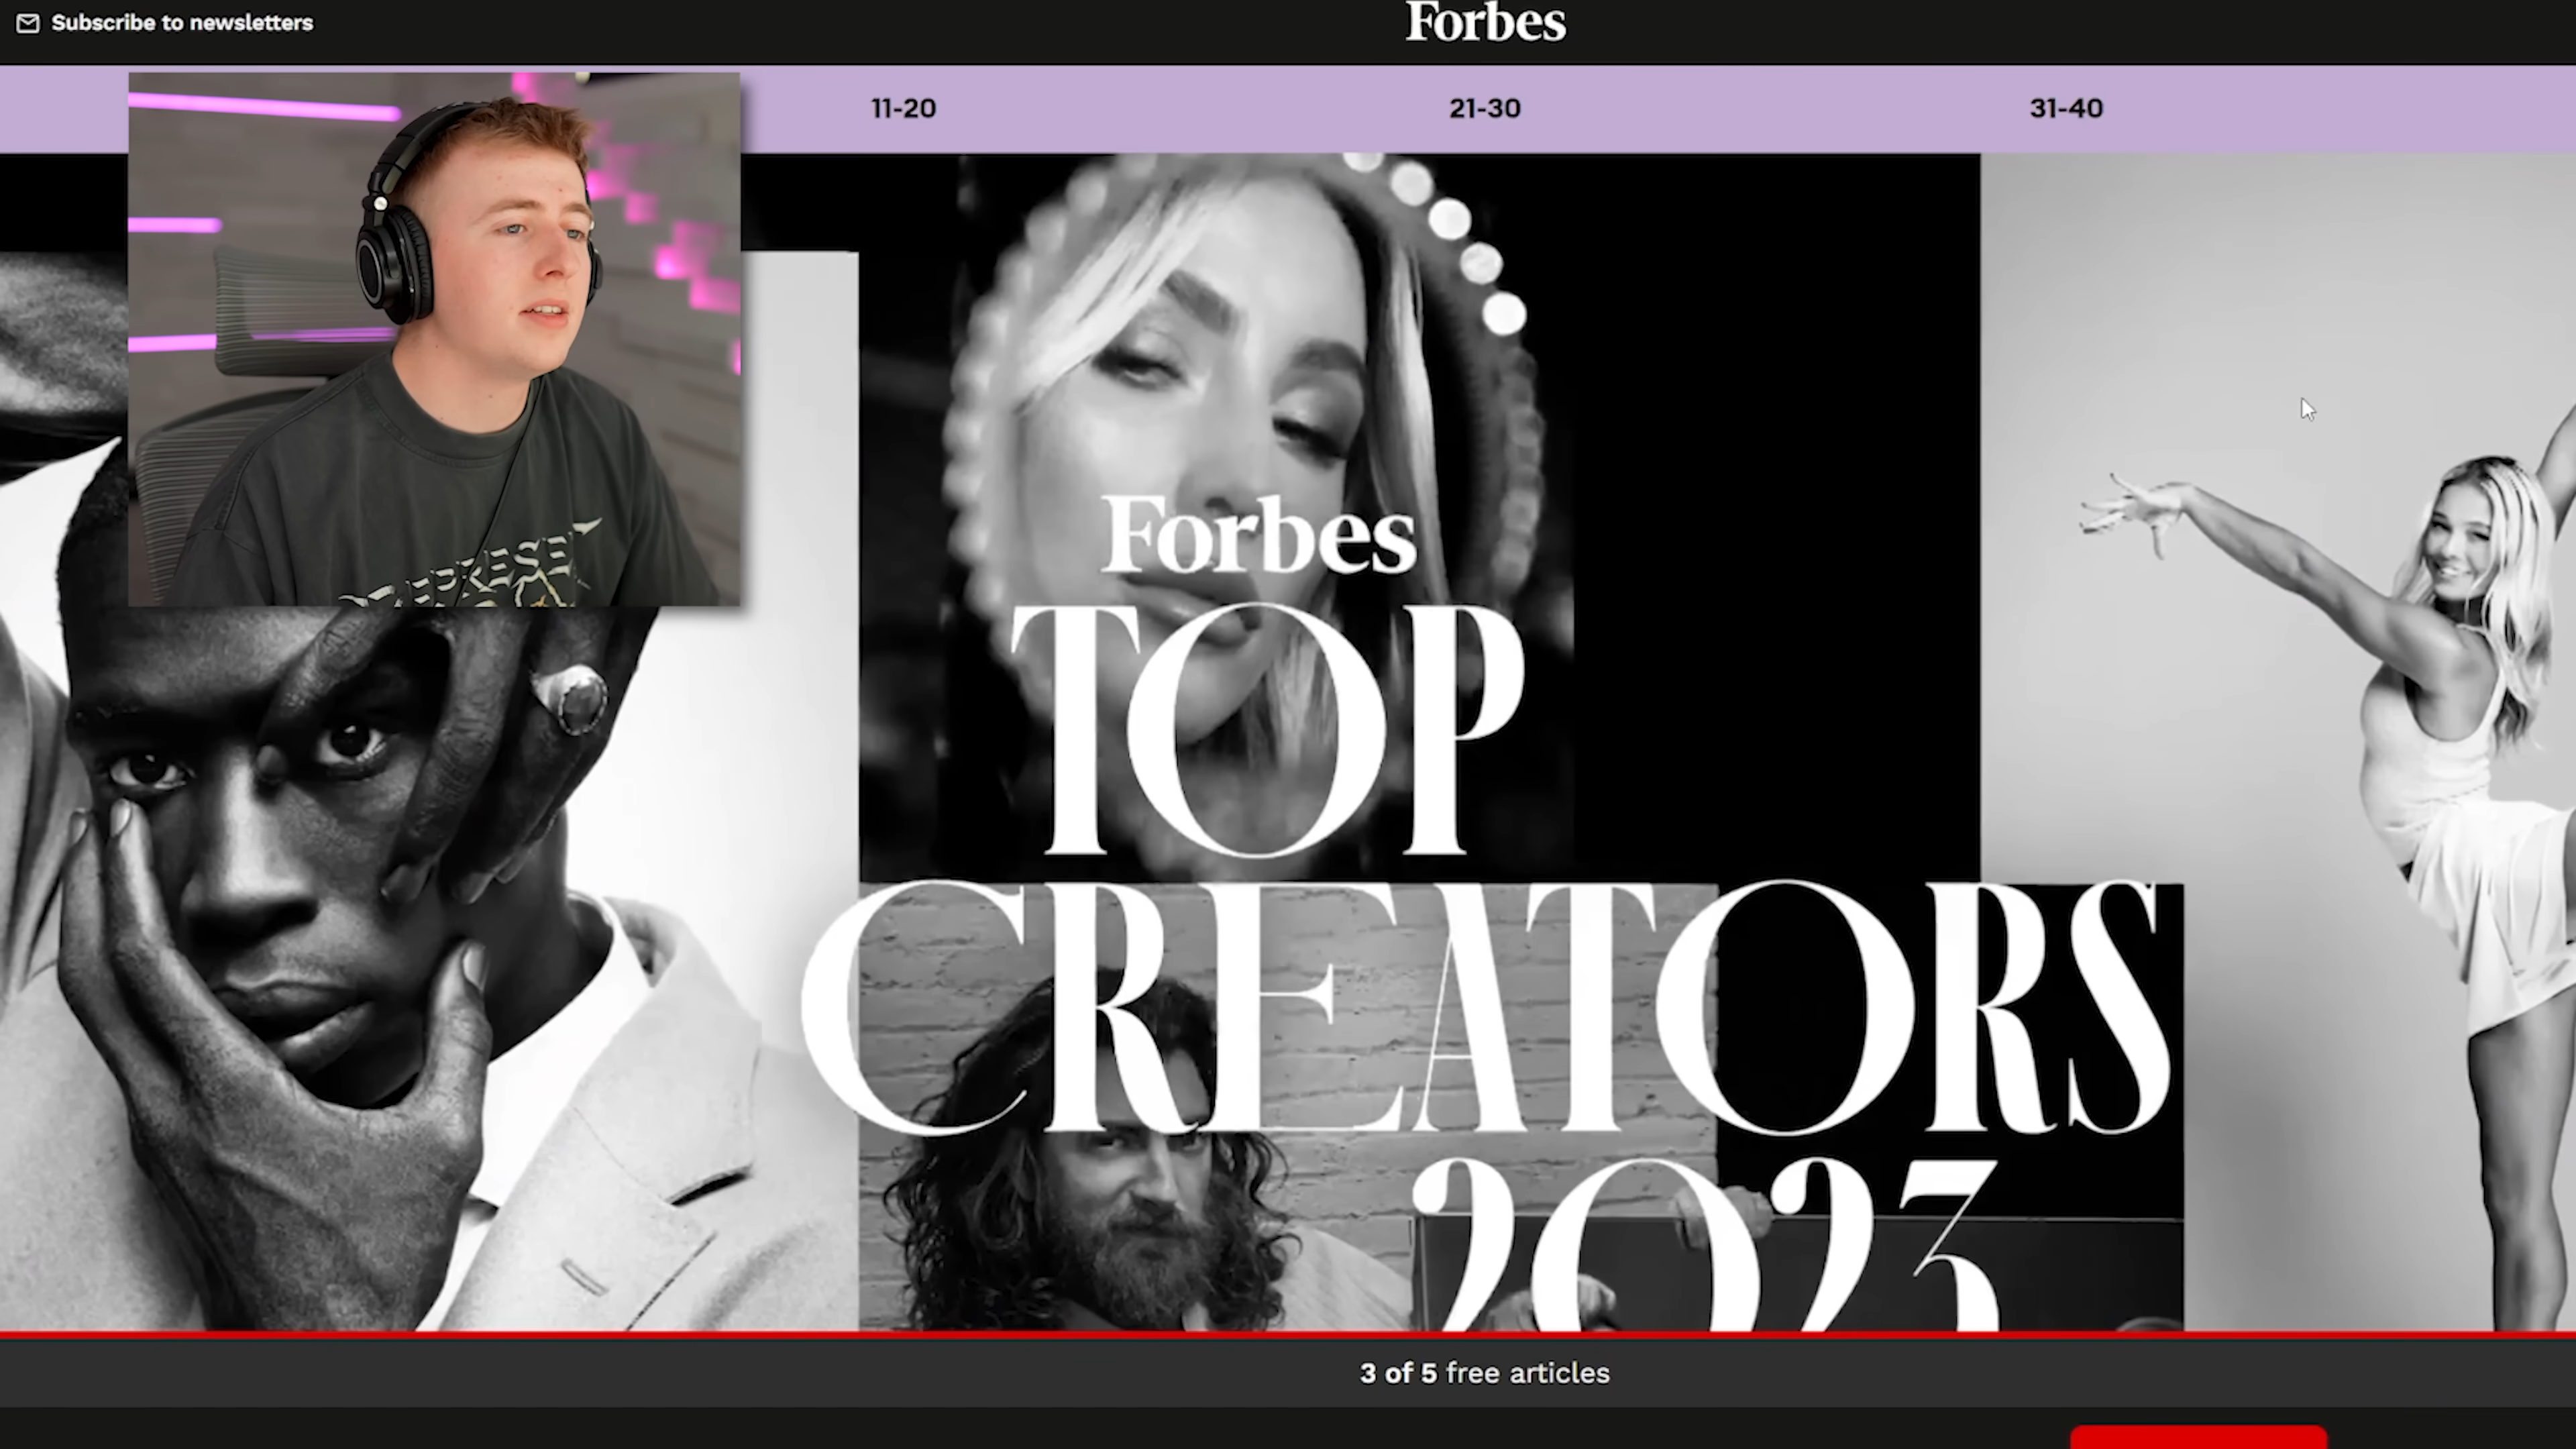 Subscribe to newsletters
Forbes
11-20
21-30
31-40
Forbes
TOP
CREATORS
2023
3 of 5 free articles